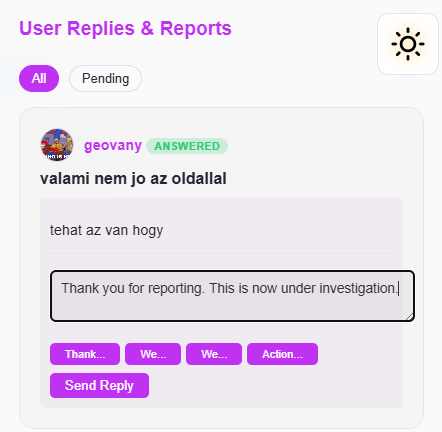 User Replies & Reports
All
Pending
geovany ANSWERED
valami nem jo az oldallal
tehat az van hogy
Thank you for reporting. This is now under investigation.
Thank...
We...
We...
Action...
Send Reply